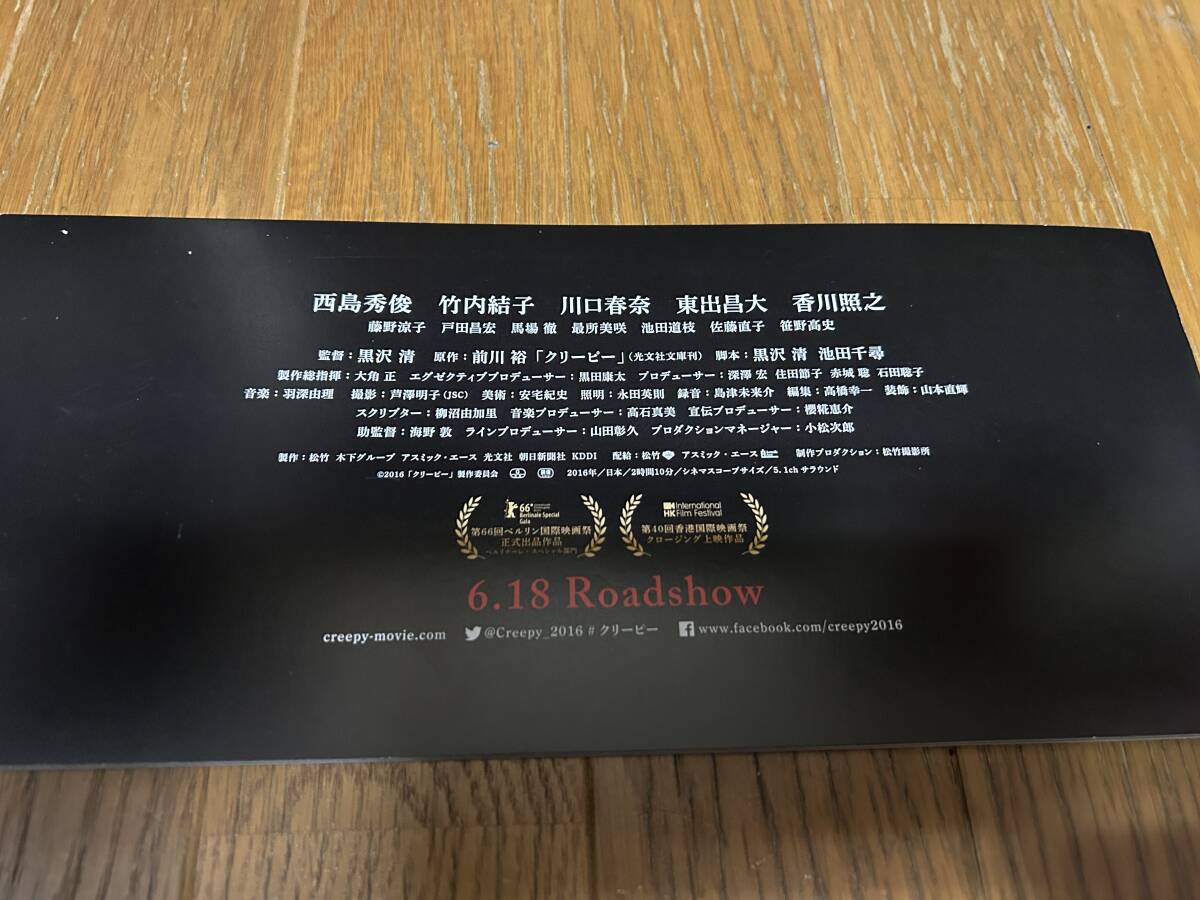 西島秀俊 竹内結子 川口春奈 東出昌大 香川照之
藤野涼子 戸田昌宏 馬場 徹 最所美咲 池田道枝 佐藤直子 笹野高史
監督：黒沢 清 原作：前川 裕「クリーピー」（光文社文庫刊） 脚本：黒沢 清 池田千尋
製作総指揮：大角 正 エグゼクティブプロデューサー：黒田康太 プロデューサー：深澤 宏 住田節子 赤城 聡 石田聡子
音楽：羽深由理 撮影：芦澤明子(JSC) 美術：安宅紀史 照明：永田英則 録音：島津未来介 編集：高橋幸一 装飾：山本直輝
スクリプター：柳沼由加里 音楽プロデューサー：高石真美 宣伝プロデューサー：櫻糀恵介
助監督：海野 敦 ラインプロデューサー：山田彰久 プロダクションマネージャー：小松次郎
製作：松竹 木下グループ アスミック・エース 光文社 朝日新聞社 KDDI 配給：松竹 アスミック・エース 制作プロダクション：松竹撮影所
©2016「クリーピー」製作委員会 2016年/日本/2時間10分/シネマスコープサイズ/5.1chサラウンド
66° Berlinale Special Gala
第66回ベルリン国際映画祭
正式出品作品
ベルリナーレ・スペシャル部門
International HK Film Festival
第40回香港国際映画祭
クロージング上映作品
6.18 Roadshow
creepy-movie.com @Creepy_2016 #クリーピー www.facebook.com/creepy2016